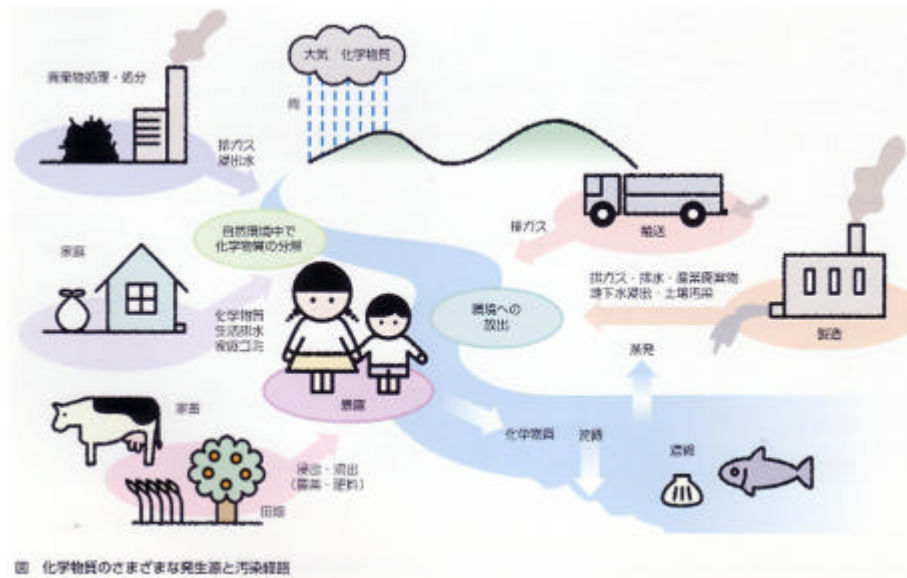 大気 化学物質
廃棄物処理・処分
雨
排ガス
浸出水
自然環境中で
化学物質の分解
排ガス
輸送
家庭
排ガス・排水・産業廃棄物
地下水浸出・土壌汚染
環境への
放出
化学物質
生活排水
家庭ゴミ
製造
蒸発
暴露
家畜
化学物質
濃縮
浸出・流出
(農薬・肥料)
田畑
図 化学物質のさまざまな発生源と汚染経路